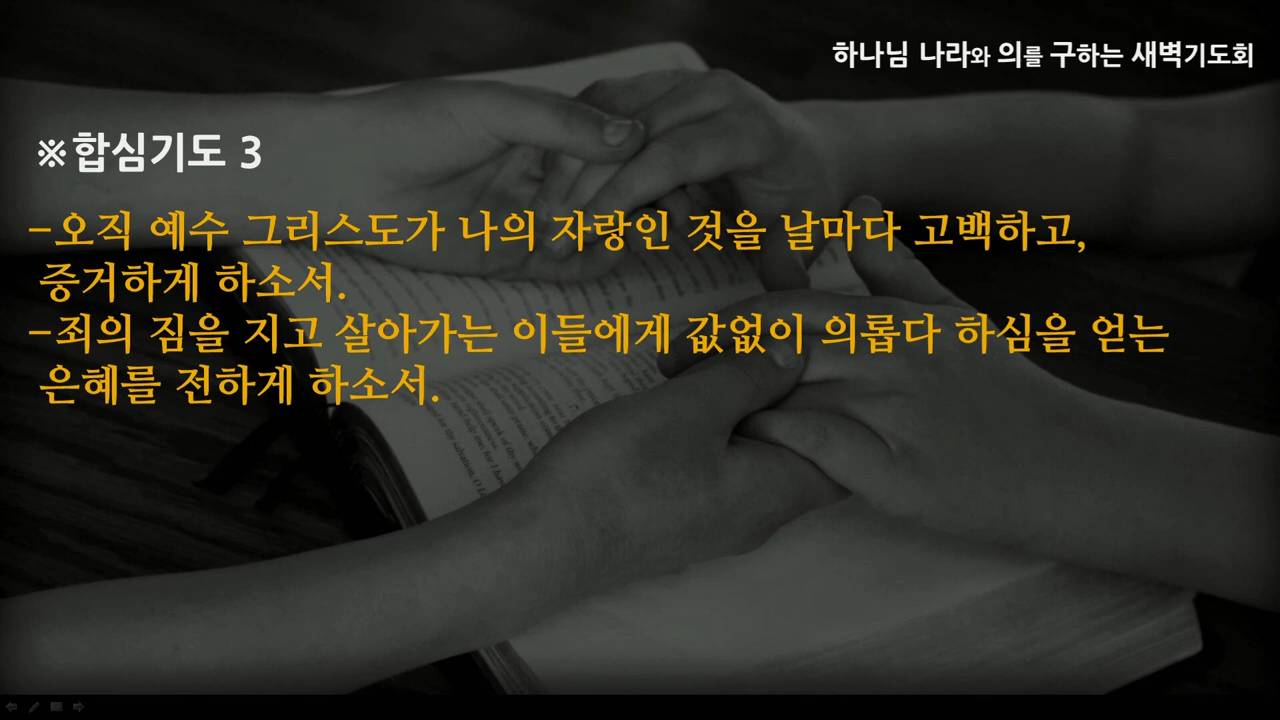 하나님 나라와 의를 구하는 새벽기도회
※합심기도 3
-오직 예수 그리스도가 나의 자랑인 것을 날마다 고백하고,
중거하게 하소서.
-죄의 짐을 지고 살아가는 이들에게 값없이 의롭다 하심을 얻는
은혜를 전하게 하소서.